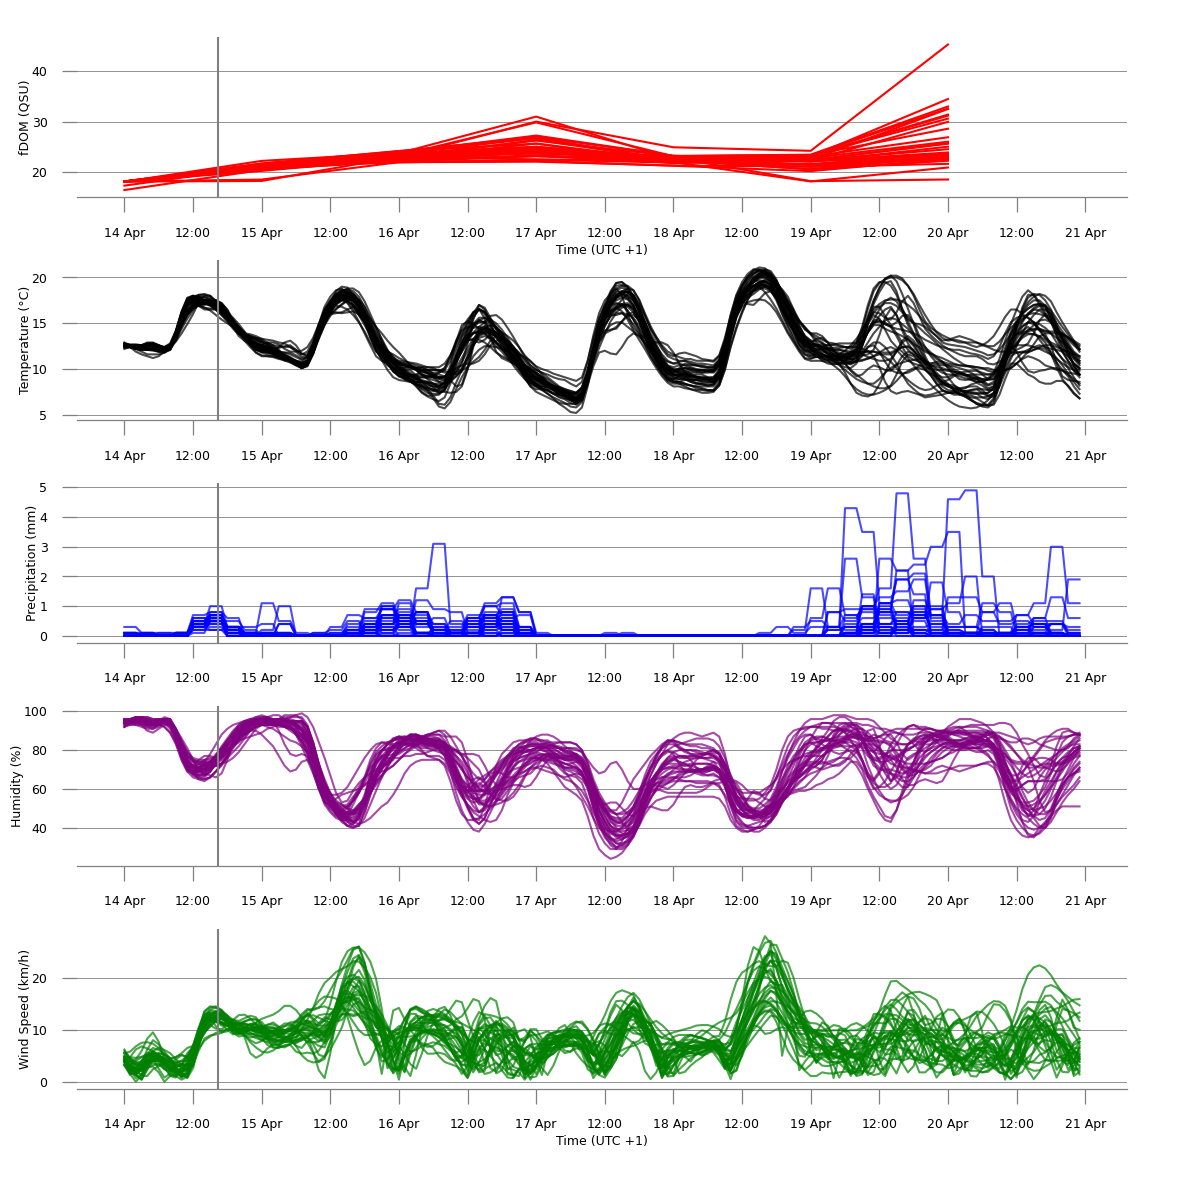 fDOM (QSU)
40
30
20
14 Apr 12:00 15 Apr 12:00 16 Apr 12:00 17 Apr 12:00 18 Apr 12:00 19 Apr 12:00 20 Apr 12:00 21 Apr
Time (UTC +1)
Temperature (°C)
20
15
10
5
14 Apr 12:00 15 Apr 12:00 16 Apr 12:00 17 Apr 12:00 18 Apr 12:00 19 Apr 12:00 20 Apr 12:00 21 Apr
Precipitation (mm)
5
4
3
2
1
0
14 Apr 12:00 15 Apr 12:00 16 Apr 12:00 17 Apr 12:00 18 Apr 12:00 19 Apr 12:00 20 Apr 12:00 21 Apr
Humidity (%)
100
80
60
40
14 Apr 12:00 15 Apr 12:00 16 Apr 12:00 17 Apr 12:00 18 Apr 12:00 19 Apr 12:00 20 Apr 12:00 21 Apr
Wind Speed (km/h)
20
10
0
14 Apr 12:00 15 Apr 12:00 16 Apr 12:00 17 Apr 12:00 18 Apr 12:00 19 Apr 12:00 20 Apr 12:00 21 Apr
Time (UTC +1)